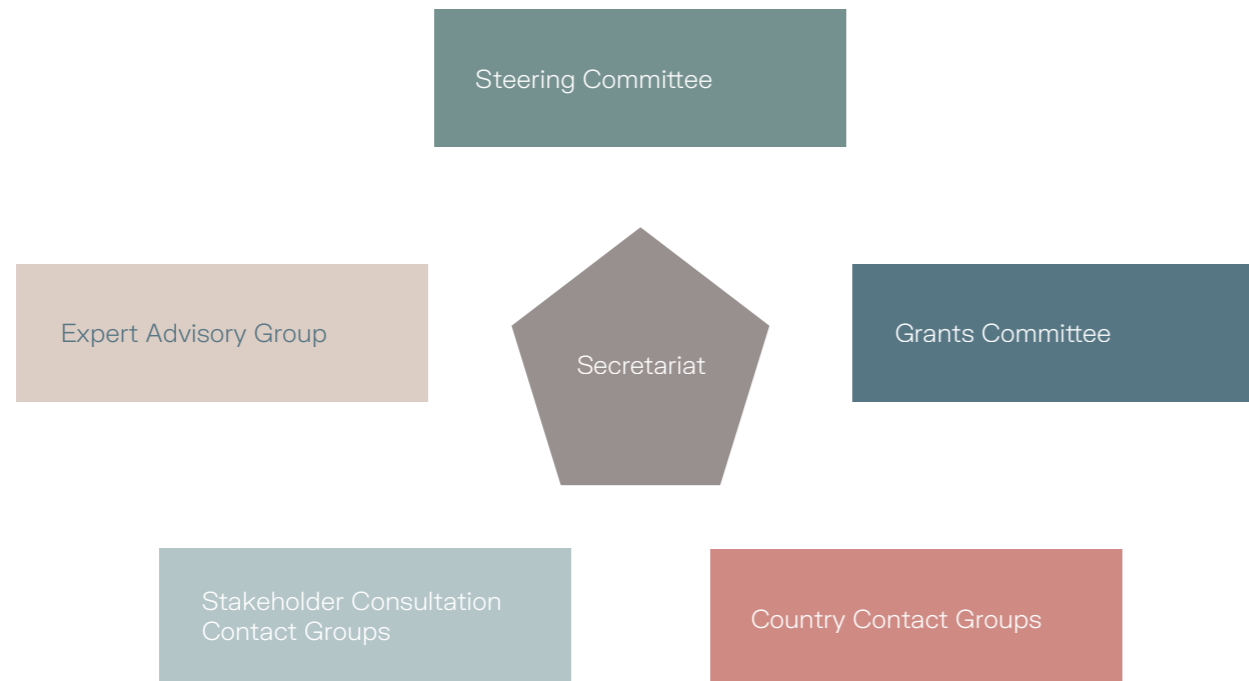 Steering Committee
Expert Advisory Group
Secretariat
Grants Committee
Stakeholder Consultation
Contact Groups
Country Contact Groups